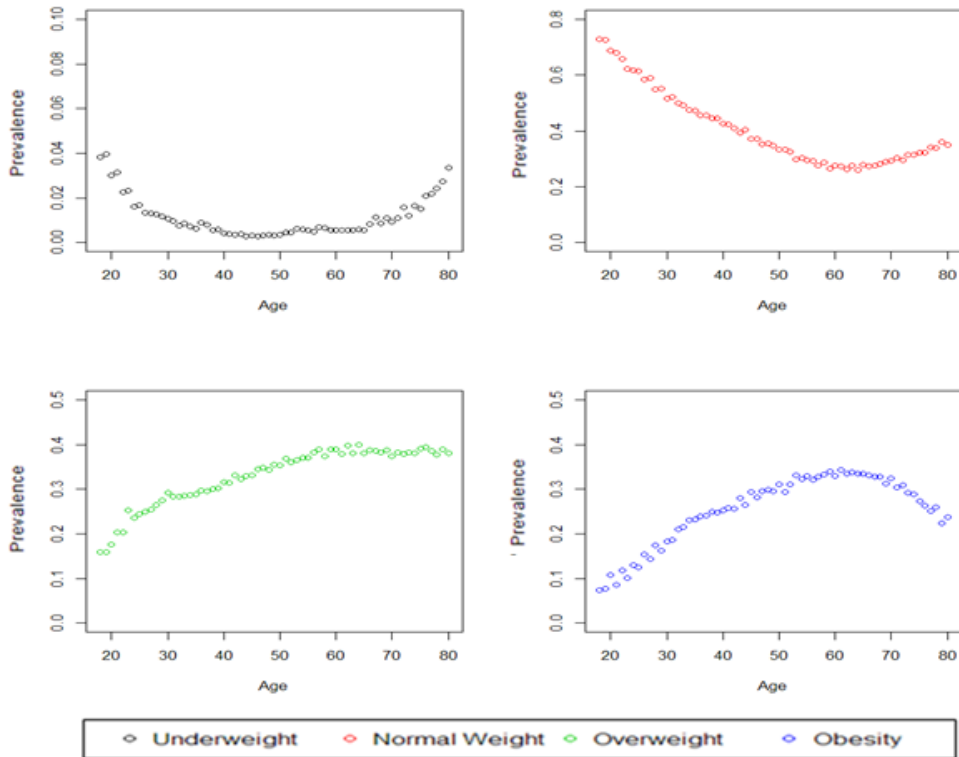 Prevalence
0.00 0.02 0.04 0.06 0.08 0.10
20 30 40 50 60 70 80
Age
Prevalence
0.0 0.2 0.4 0.6 0.8
20 30 40 50 60 70 80
Age
Prevalence
0.0 0.1 0.2 0.3 0.4 0.5
20 30 40 50 60 70 80
Age
Prevalence
0.0 0.1 0.2 0.3 0.4 0.5
20 30 40 50 60 70 80
Age
Underweight Normal Weight Overweight Obesity